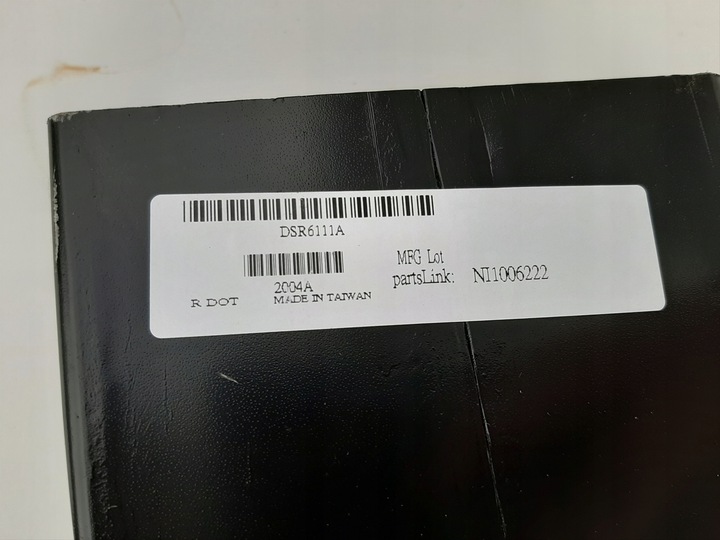 DSR6111A
MFG Lot
2004A
partsLink: NI1006222
R DOT MADE IN TAIWAN